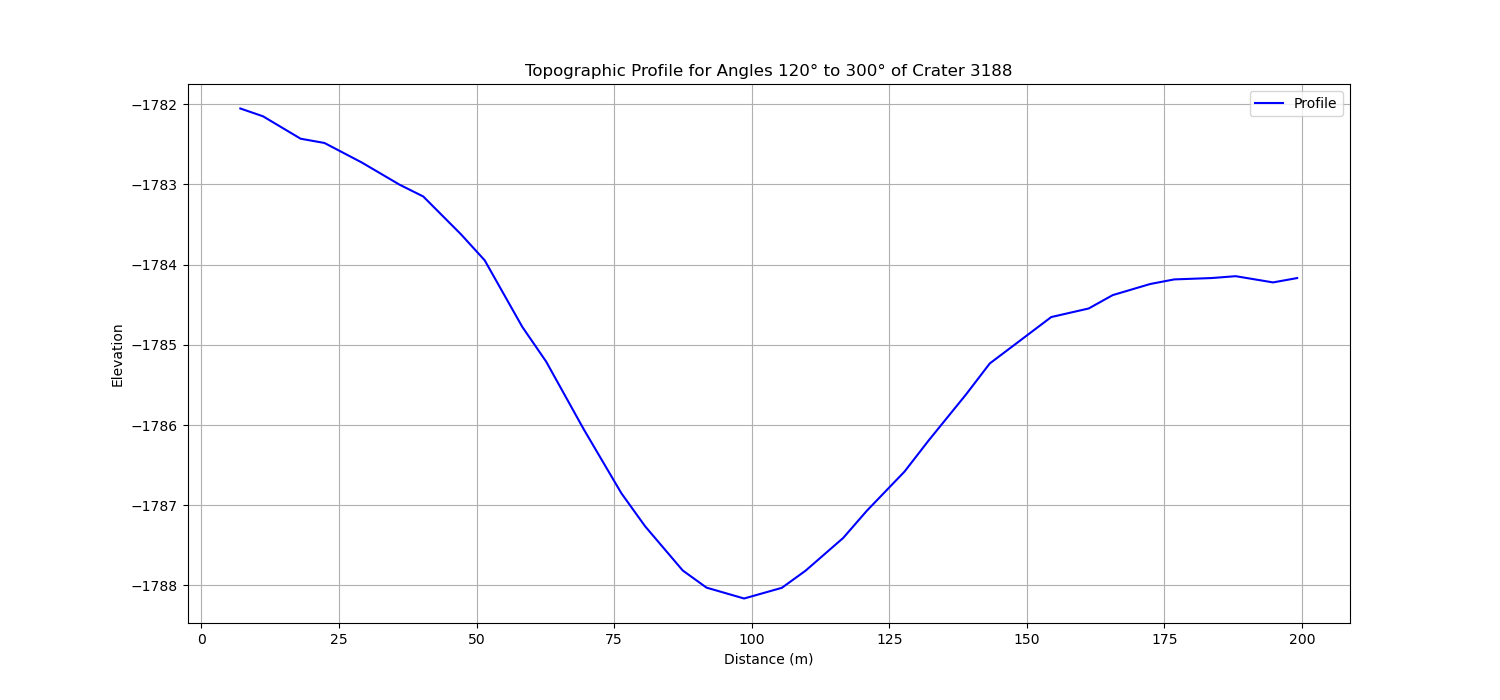 Topographic Profile for Angles 120° to 300° of Crater 3188
Profile
Elevation
−1782
−1783
−1784
−1785
−1786
−1787
−1788
0 25 50 75 100 125 150 175 200
Distance (m)